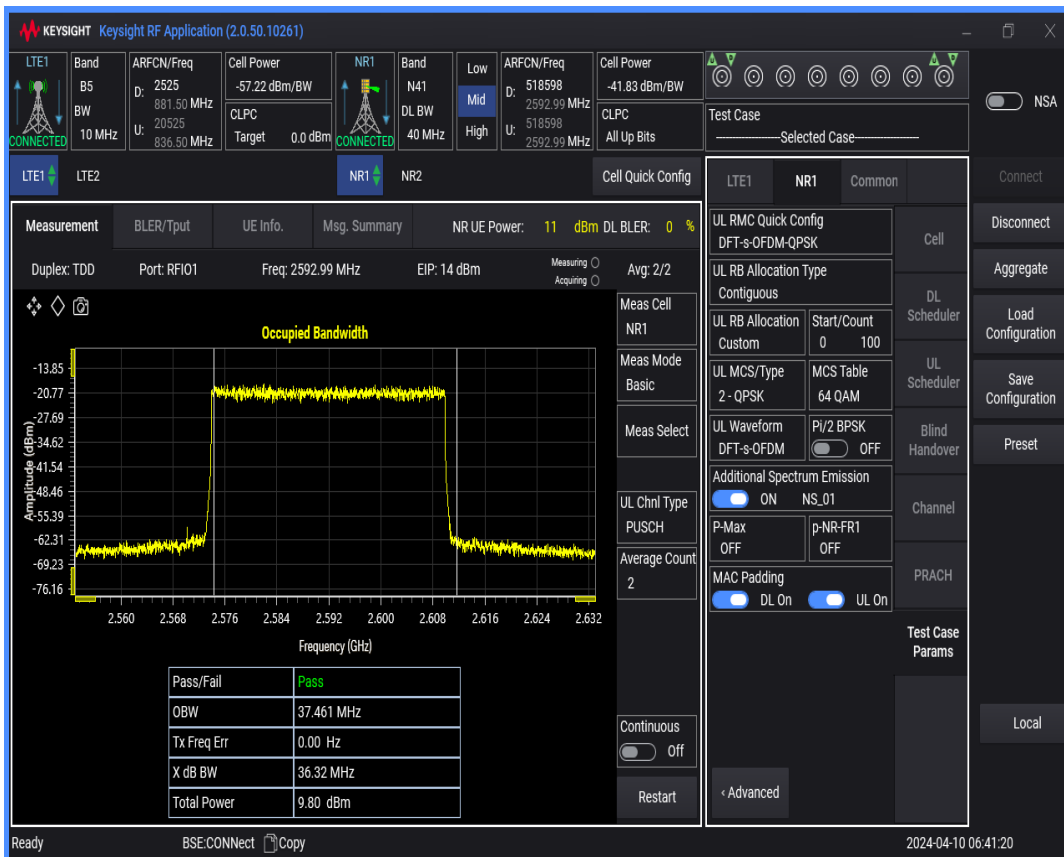 KEYSIGHT Keysight RF Application (2.0.50.10261)
LTE1
CONNECTED
Band
B5
BW
10 MHz
ARFCN/Freq
D: 2525
881.50 MHz
U: 20525
836.50 MHz
Cell Power
-57.22 dBm/BW
CLPC
Target 0.0 dBm
NR1
CONNECTED
Band
N41
DL BW
40 MHz
Low
Mid
High
ARFCN/Freq
D: 518598
2592.99 MHz
U: 518598
2592.99 MHz
Cell Power
-41.83 dBm/BW
CLPC
All Up Bits
Test Case
--------------------Selected Case--------------------
NSA
LTE1 LTE2 NR1 NR2 Cell Quick Config
Measurement BLER/Tput UE Info. Msg. Summary NR UE Power: 11 dBm DL BLER: 0 %
Duplex: TDD Port: RFIO1 Freq: 2592.99 MHz EIP: 14 dBm Measuring Avg: 2/2
Acquiring
Occupied Bandwidth
Amplitude (dBm)
-13.85
-20.77
-27.69
-34.62
-41.54
-48.46
-55.39
-62.31
-69.23
-76.16
2.560 2.568 2.576 2.584 2.592 2.600 2.608 2.616 2.624 2.632
Frequency (GHz)
Pass/Fail Pass
OBW 37.461 MHz
Tx Freq Err 0.00 Hz
X dB BW 36.32 MHz
Total Power 9.80 dBm
Meas Cell
NR1
Meas Mode
Basic
Meas Select
UL Chnl Type
PUSCH
Average Count
2
Continuous
Off
Restart
LTE1 NR1 Common
UL RMC Quick Config
DFT-s-OFDM-QPSK
UL RB Allocation Type
Contiguous
UL RB Allocation Start/Count
Custom 0 100
UL MCS/Type MCS Table
2 - QPSK 64 QAM
UL Waveform Pi/2 BPSK
DFT-s-OFDM OFF
Additional Spectrum Emission
ON NS_01
P-Max p-NR-FR1
OFF OFF
MAC Padding
DL On UL On
‹ Advanced
Cell
DL
Scheduler
UL
Scheduler
Blind
Handover
Channel
PRACH
Test Case
Params
Connect
Disconnect
Aggregate
Load
Configuration
Save
Configuration
Preset
Local
Ready BSE:CONNect Copy 2024-04-10 06:41:20